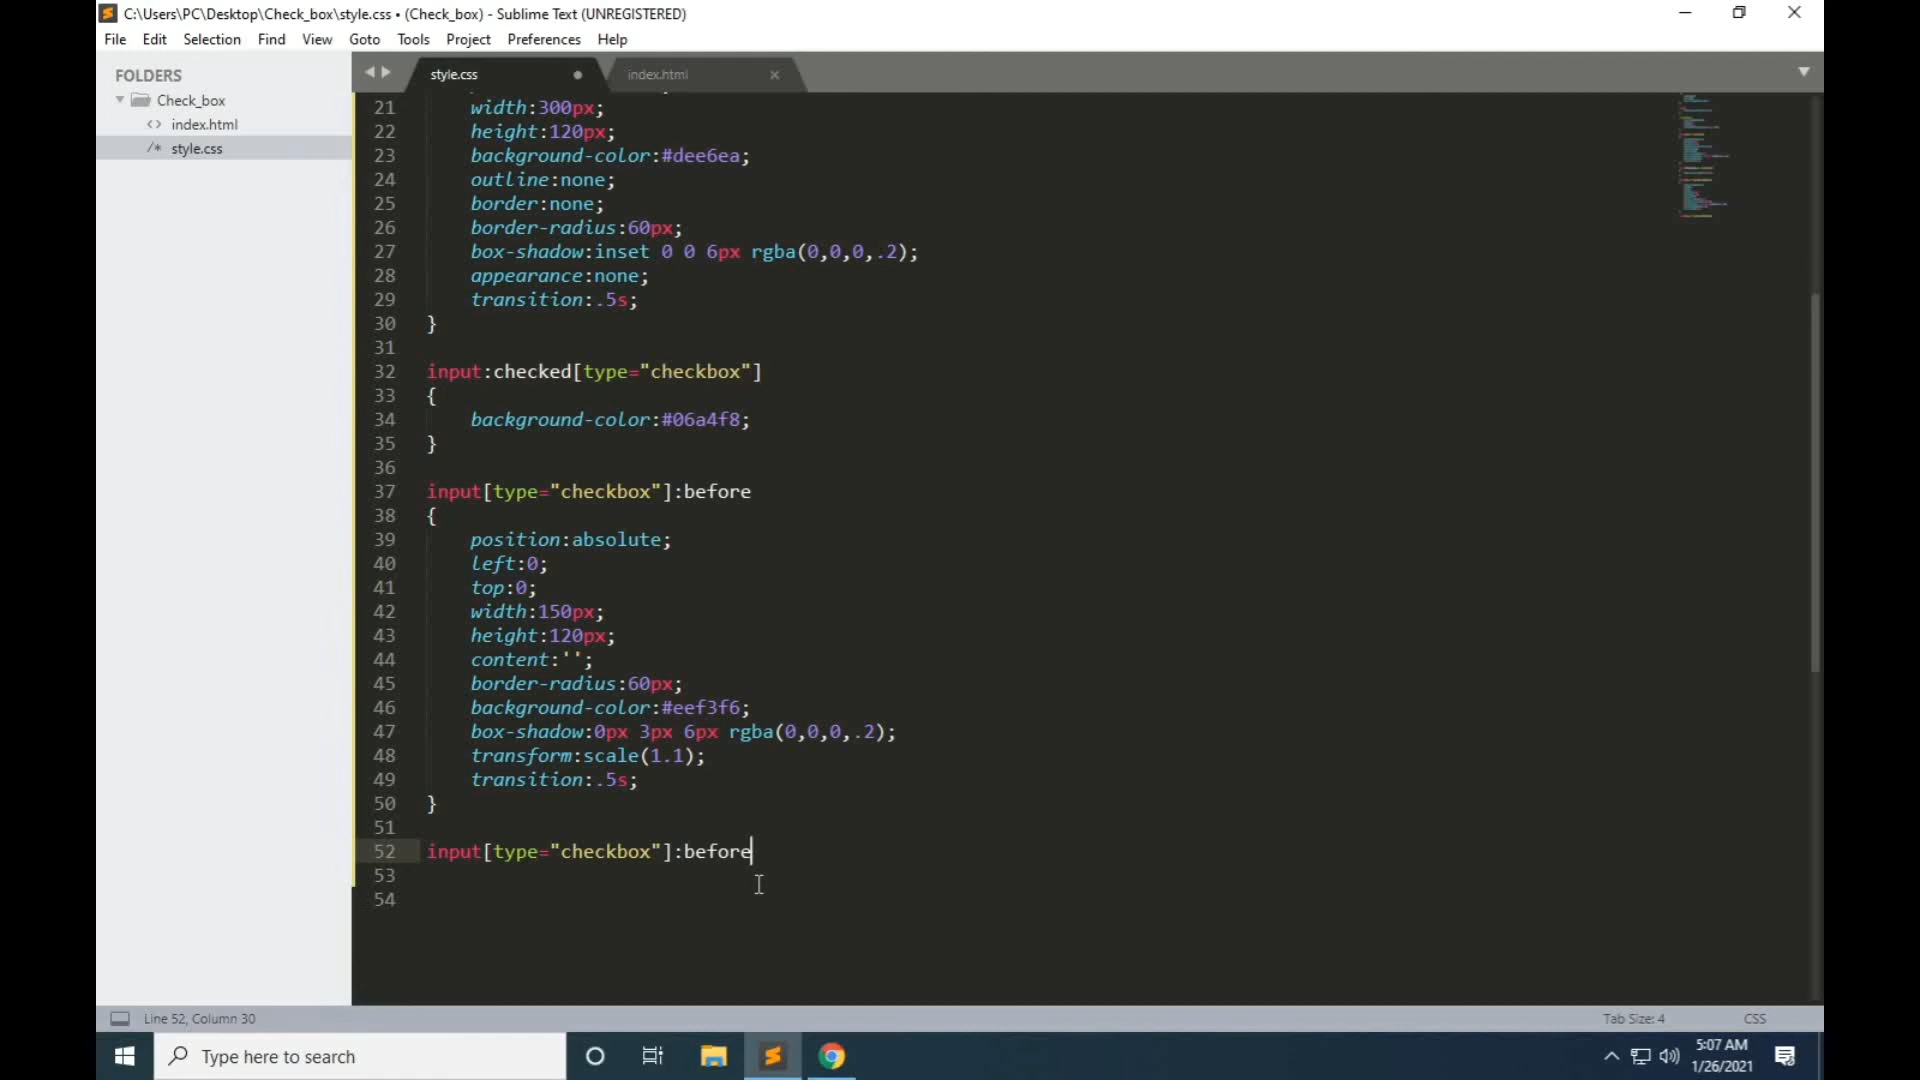 C:\Users\PC\Desktop\Check_box\style.css • (Check_box) - Sublime Text (UNREGISTERED)
File Edit Selection Find View Goto Tools Project Preferences Help
FOLDERS
Check_box
<> index.html
/* style.css
style.css
index.html
21 width:300px;
22 height:120px;
23 background-color:#dee6ea;
24 outline:none;
25 border:none;
26 border-radius:60px;
27 box-shadow:inset 0 0 6px rgba(0,0,0,.2);
28 appearance:none;
29 transition:.5s;
30 }
31
32 input:checked[type="checkbox"]
33 {
34 background-color:#06a4f8;
35 }
36
37 input[type="checkbox"]:before
38 {
39 position:absolute;
40 left:0;
41 top:0;
42 width:150px;
43 height:120px;
44 content:'';
45 border-radius:60px;
46 background-color:#eef3f6;
47 box-shadow:0px 3px 6px rgba(0,0,0,.2);
48 transform:scale(1.1);
49 transition:.5s;
50 }
51
52 input[type="checkbox"]:before
53
54
Line 52, Column 30
Tab Size: 4
CSS
Type here to search
5:07 AM
1/26/2021